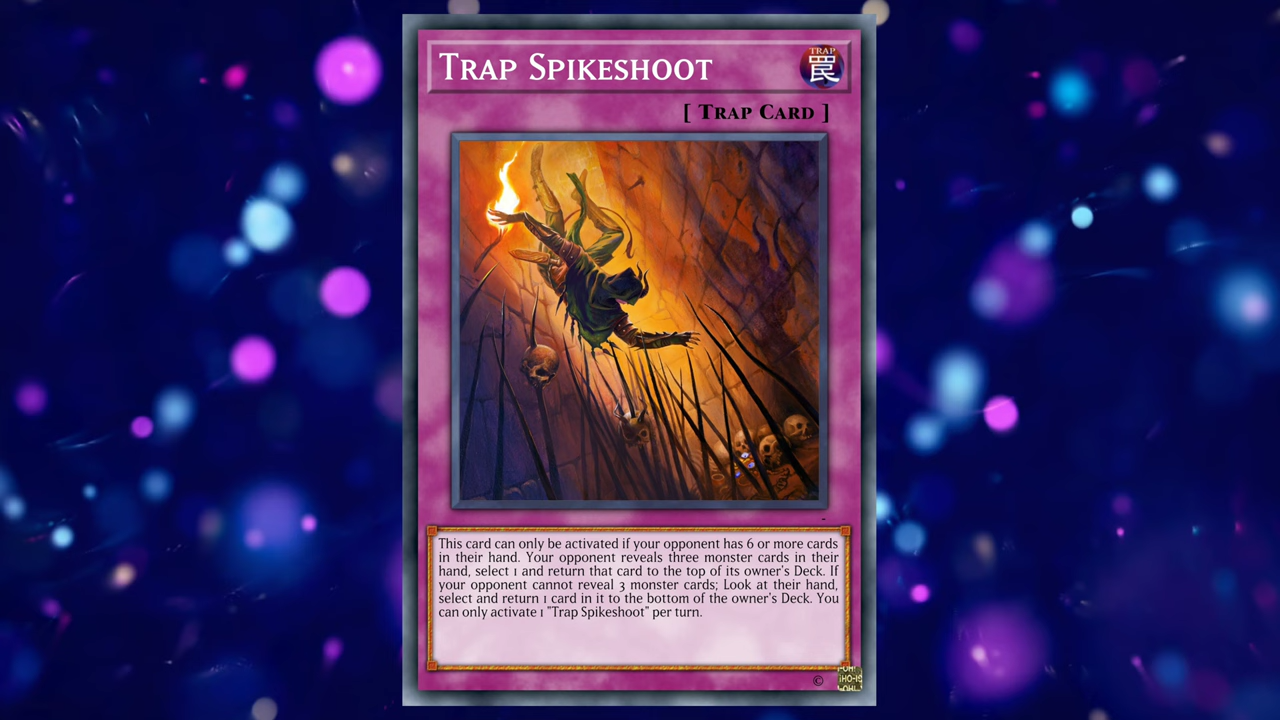 TRAP SPIKESHOOT
TRAP
罠
[ TRAP CARD ]
-
This card can only be activated if your opponent has 6 or more cards
in their hand. Your opponent reveals three monster cards in their
hand, select 1 and return that card to the top of its owner's Deck. If
your opponent cannot reveal 3 monster cards; Look at their hand,
select and return 1 card in it to the bottom of the owner's Deck. You
can only activate 1 "Trap Spikeshoot" per turn.
©